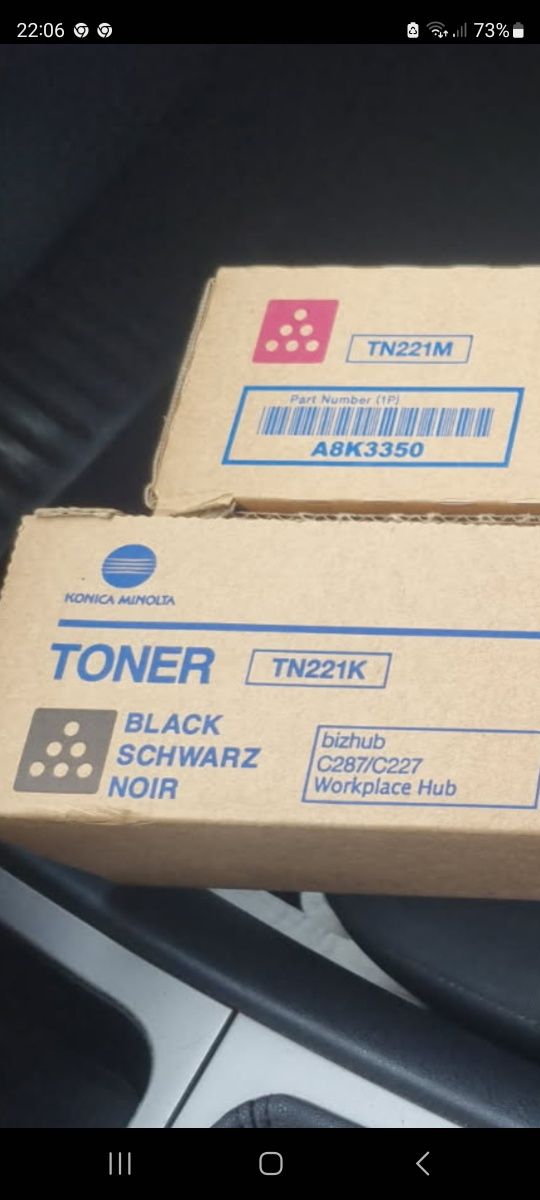 22:06
73%
TN221M
Part Number (1P)
A8K3350
KONICA MINOLTA
TONER
TN221K
BLACK
SCHWARZ
NOIR
bizhub
C287/C227
Workplace Hub